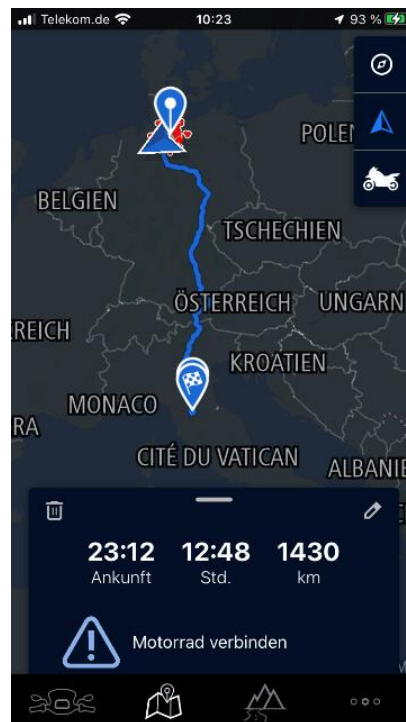 Telekom.de 10:23 93 %
POLEN
BELGIEN
TSCHECHIEN
ÖSTERREICH UNGARN
REICH
KROATIEN
MONACO
RA
CITÉ DU VATICAN
ALBANIE
23:12 12:48 1430
Ankunft Std. km
Motorrad verbinden